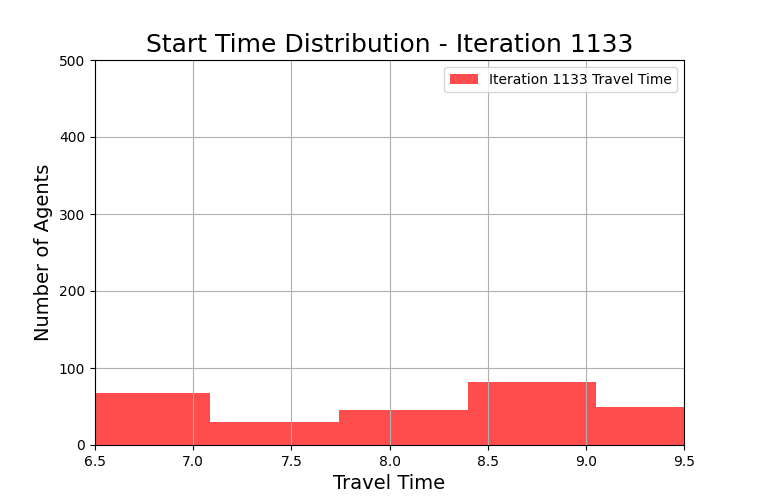 Start Time Distribution - Iteration 1133
Iteration 1133 Travel Time
Number of Agents
500
400
300
200
100
0
6.5 7.0 7.5 8.0 8.5 9.0 9.5
Travel Time